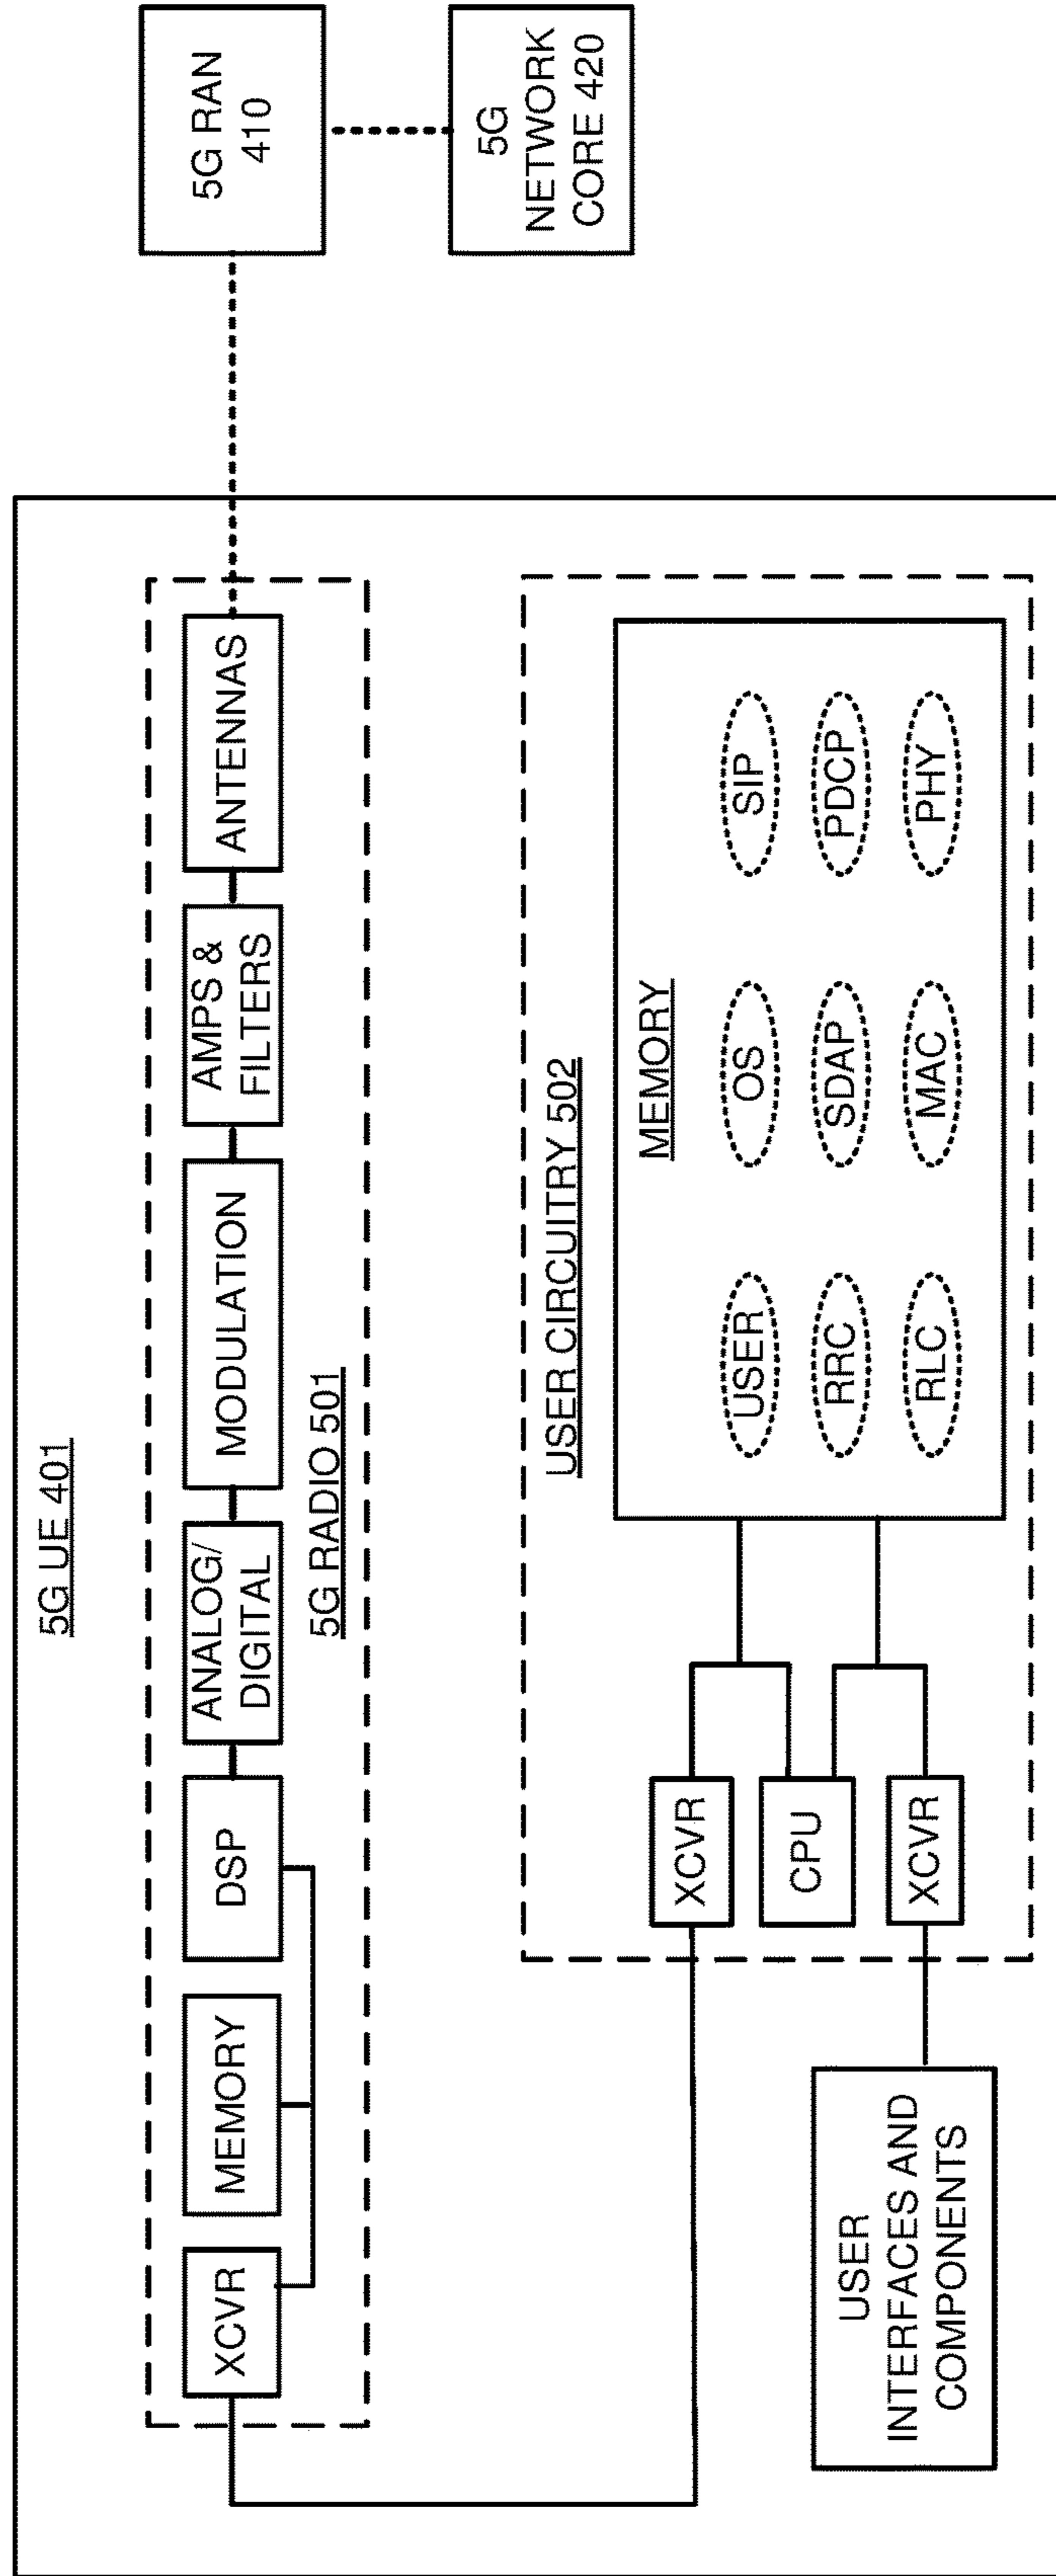 5G UE 401
XCVR
MEMORY
DSP
ANALOG/
DIGITAL
MODULATION
AMPS &
FILTERS
ANTENNAS
5G RADIO 501
5G RAN
410
5G
NETWORK
CORE 420
USER CIRCUITRY 502
XCVR
CPU
XCVR
MEMORY
USER
OS
SIP
RRC
SDAP
PDCP
RLC
MAC
PHY
USER
INTERFACES AND
COMPONENTS